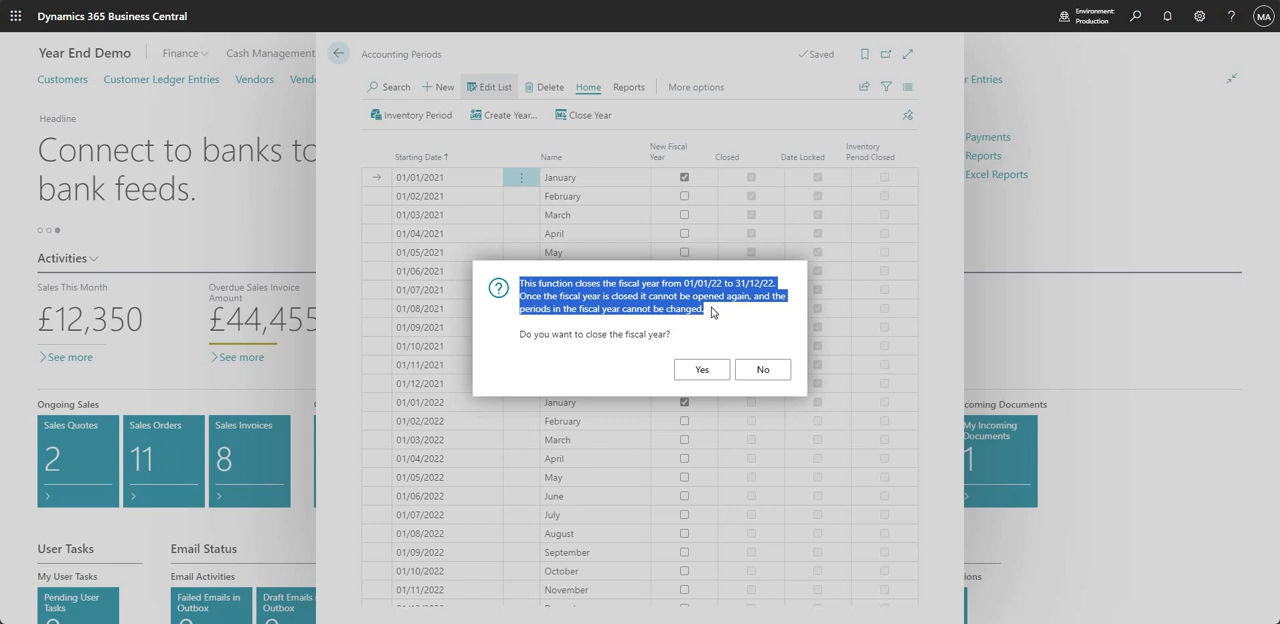 Dynamics 365 Business Central
Environment:
Production
MA
Year End Demo
Finance
Cash Management
Customers
Customer Ledger Entries
Vendors
Headline
Connect to banks to
bank feeds.
Activities
Sales This Month
£12,350
See more
Overdue Sales Invoice
Amount
£44,455
See more
Ongoing Sales
Sales Quotes
2
Sales Orders
11
Sales Invoices
8
User Tasks
My User Tasks
Pending User
Tasks
Email Status
Email Activities
Failed Emails in
Outbox
Draft Emails
Outbox
Accounting Periods
Saved
Search
New
Edit List
Delete
Home
Reports
More options
Inventory Period
Create Year...
Close Year
Starting Date
Name
New Fiscal
Year
Closed
Date Locked
Inventory
Period Closed
01/01/2021 January
01/02/2021 February
01/03/2021 March
01/04/2021 April
01/05/2021 May
01/06/2021
01/07/2021
01/08/2021
01/09/2021
01/10/2021
01/11/2021
01/12/2021
01/01/2022 January
01/02/2022 February
01/03/2022 March
01/04/2022 April
01/05/2022 May
01/06/2022 June
01/07/2022 July
01/08/2022 August
01/09/2022 September
01/10/2022 October
01/11/2022 November
This function closes the fiscal year from 01/01/22 to 31/12/22.
Once the fiscal year is closed it cannot be opened again, and the
periods in the fiscal year cannot be changed.
Do you want to close the fiscal year?
Yes
No
Entries
Payments
Reports
Excel Reports
My Incoming
Documents
1